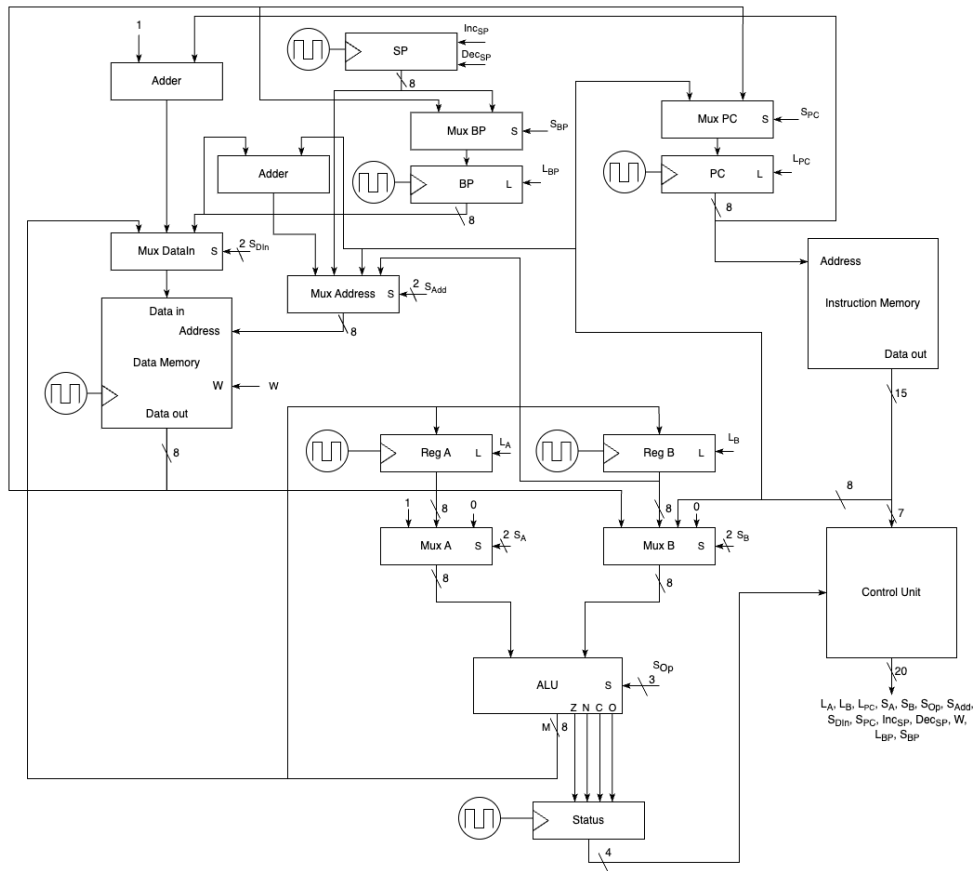 1
Adder
SP
Inc_SP
Dec_SP
8
Mux BP
S
S_BP
Mux PC
S
S_PC
Adder
BP
L
L_BP
8
PC
L
L_PC
8
Mux DataIn
S
2 S_DIn
Mux Address
S
2 S_Add
8
Data in
Address
Data Memory
W
W
Data out
8
Address
Instruction Memory
Data out
15
Reg A
L
L_A
Reg B
L
L_B
8
7
1
8
0
8
0
Mux A
S
2 S_A
8
Mux B
S
2 S_B
8
Control Unit
20
L_A, L_B, L_PC, S_A, S_B, S_Op, S_Add,
S_DIn, S_PC, Inc_SP, Dec_SP, W,
L_BP, S_BP
ALU
S
S_Op
3
Z N C O
M
8
Status
4